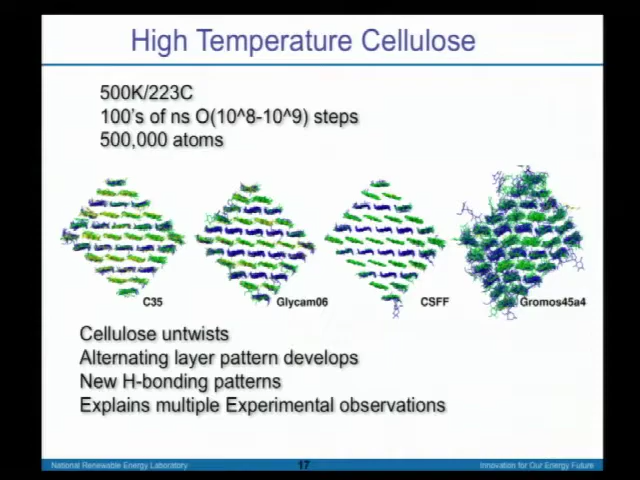 High Temperature Cellulose
500K/223C
100's of ns O(10^8-10^9) steps
500,000 atoms
C35
Glycam06
CSFF
Gromos45a4
Cellulose untwists
Alternating layer pattern develops
New H-bonding patterns
Explains multiple Experimental observations
National Renewable Energy Laboratory
17
Innovation for Our Energy Future